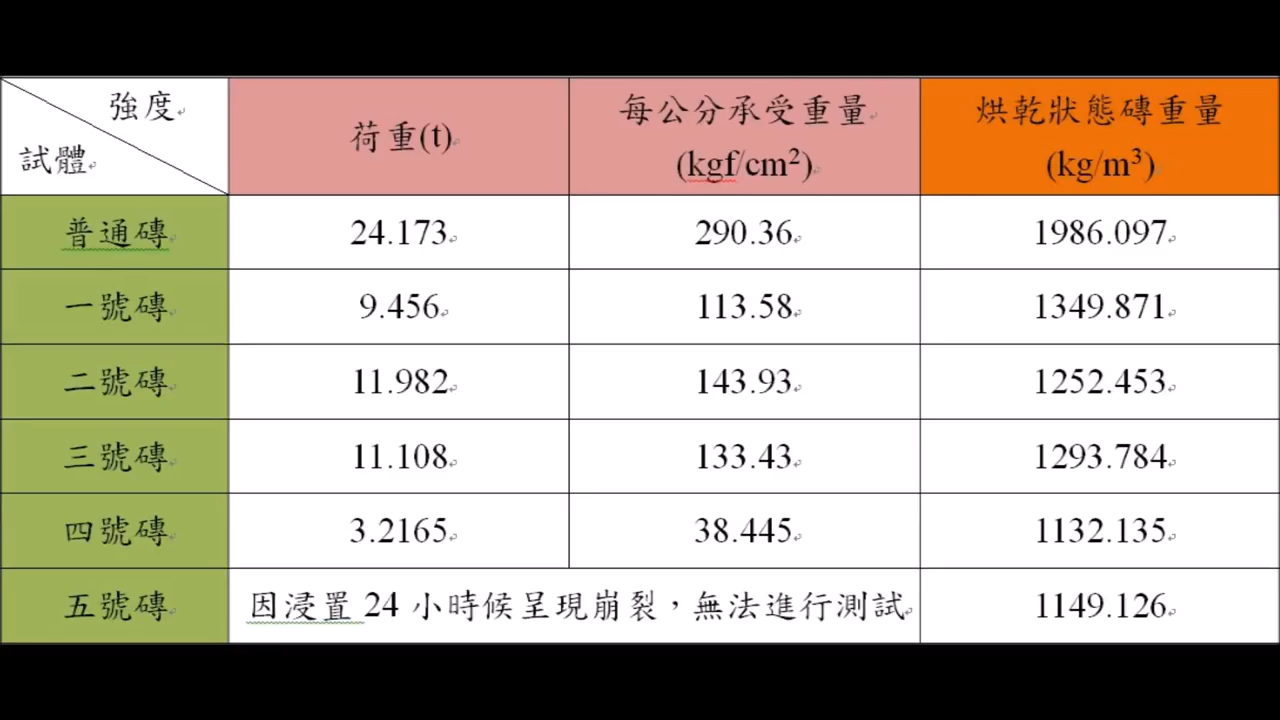 強度
試體
荷重(t)
每公分承受重量
(kgf/cm²)
烘乾狀態磚重量
(kg/m³)
普通磚 24.173 290.36 1986.097
一號磚 9.456 113.58 1349.871
二號磚 11.982 143.93 1252.453
三號磚 11.108 133.43 1293.784
四號磚 3.2165 38.445 1132.135
五號磚 因浸置 24 小時候呈現崩裂，無法進行測試 1149.126